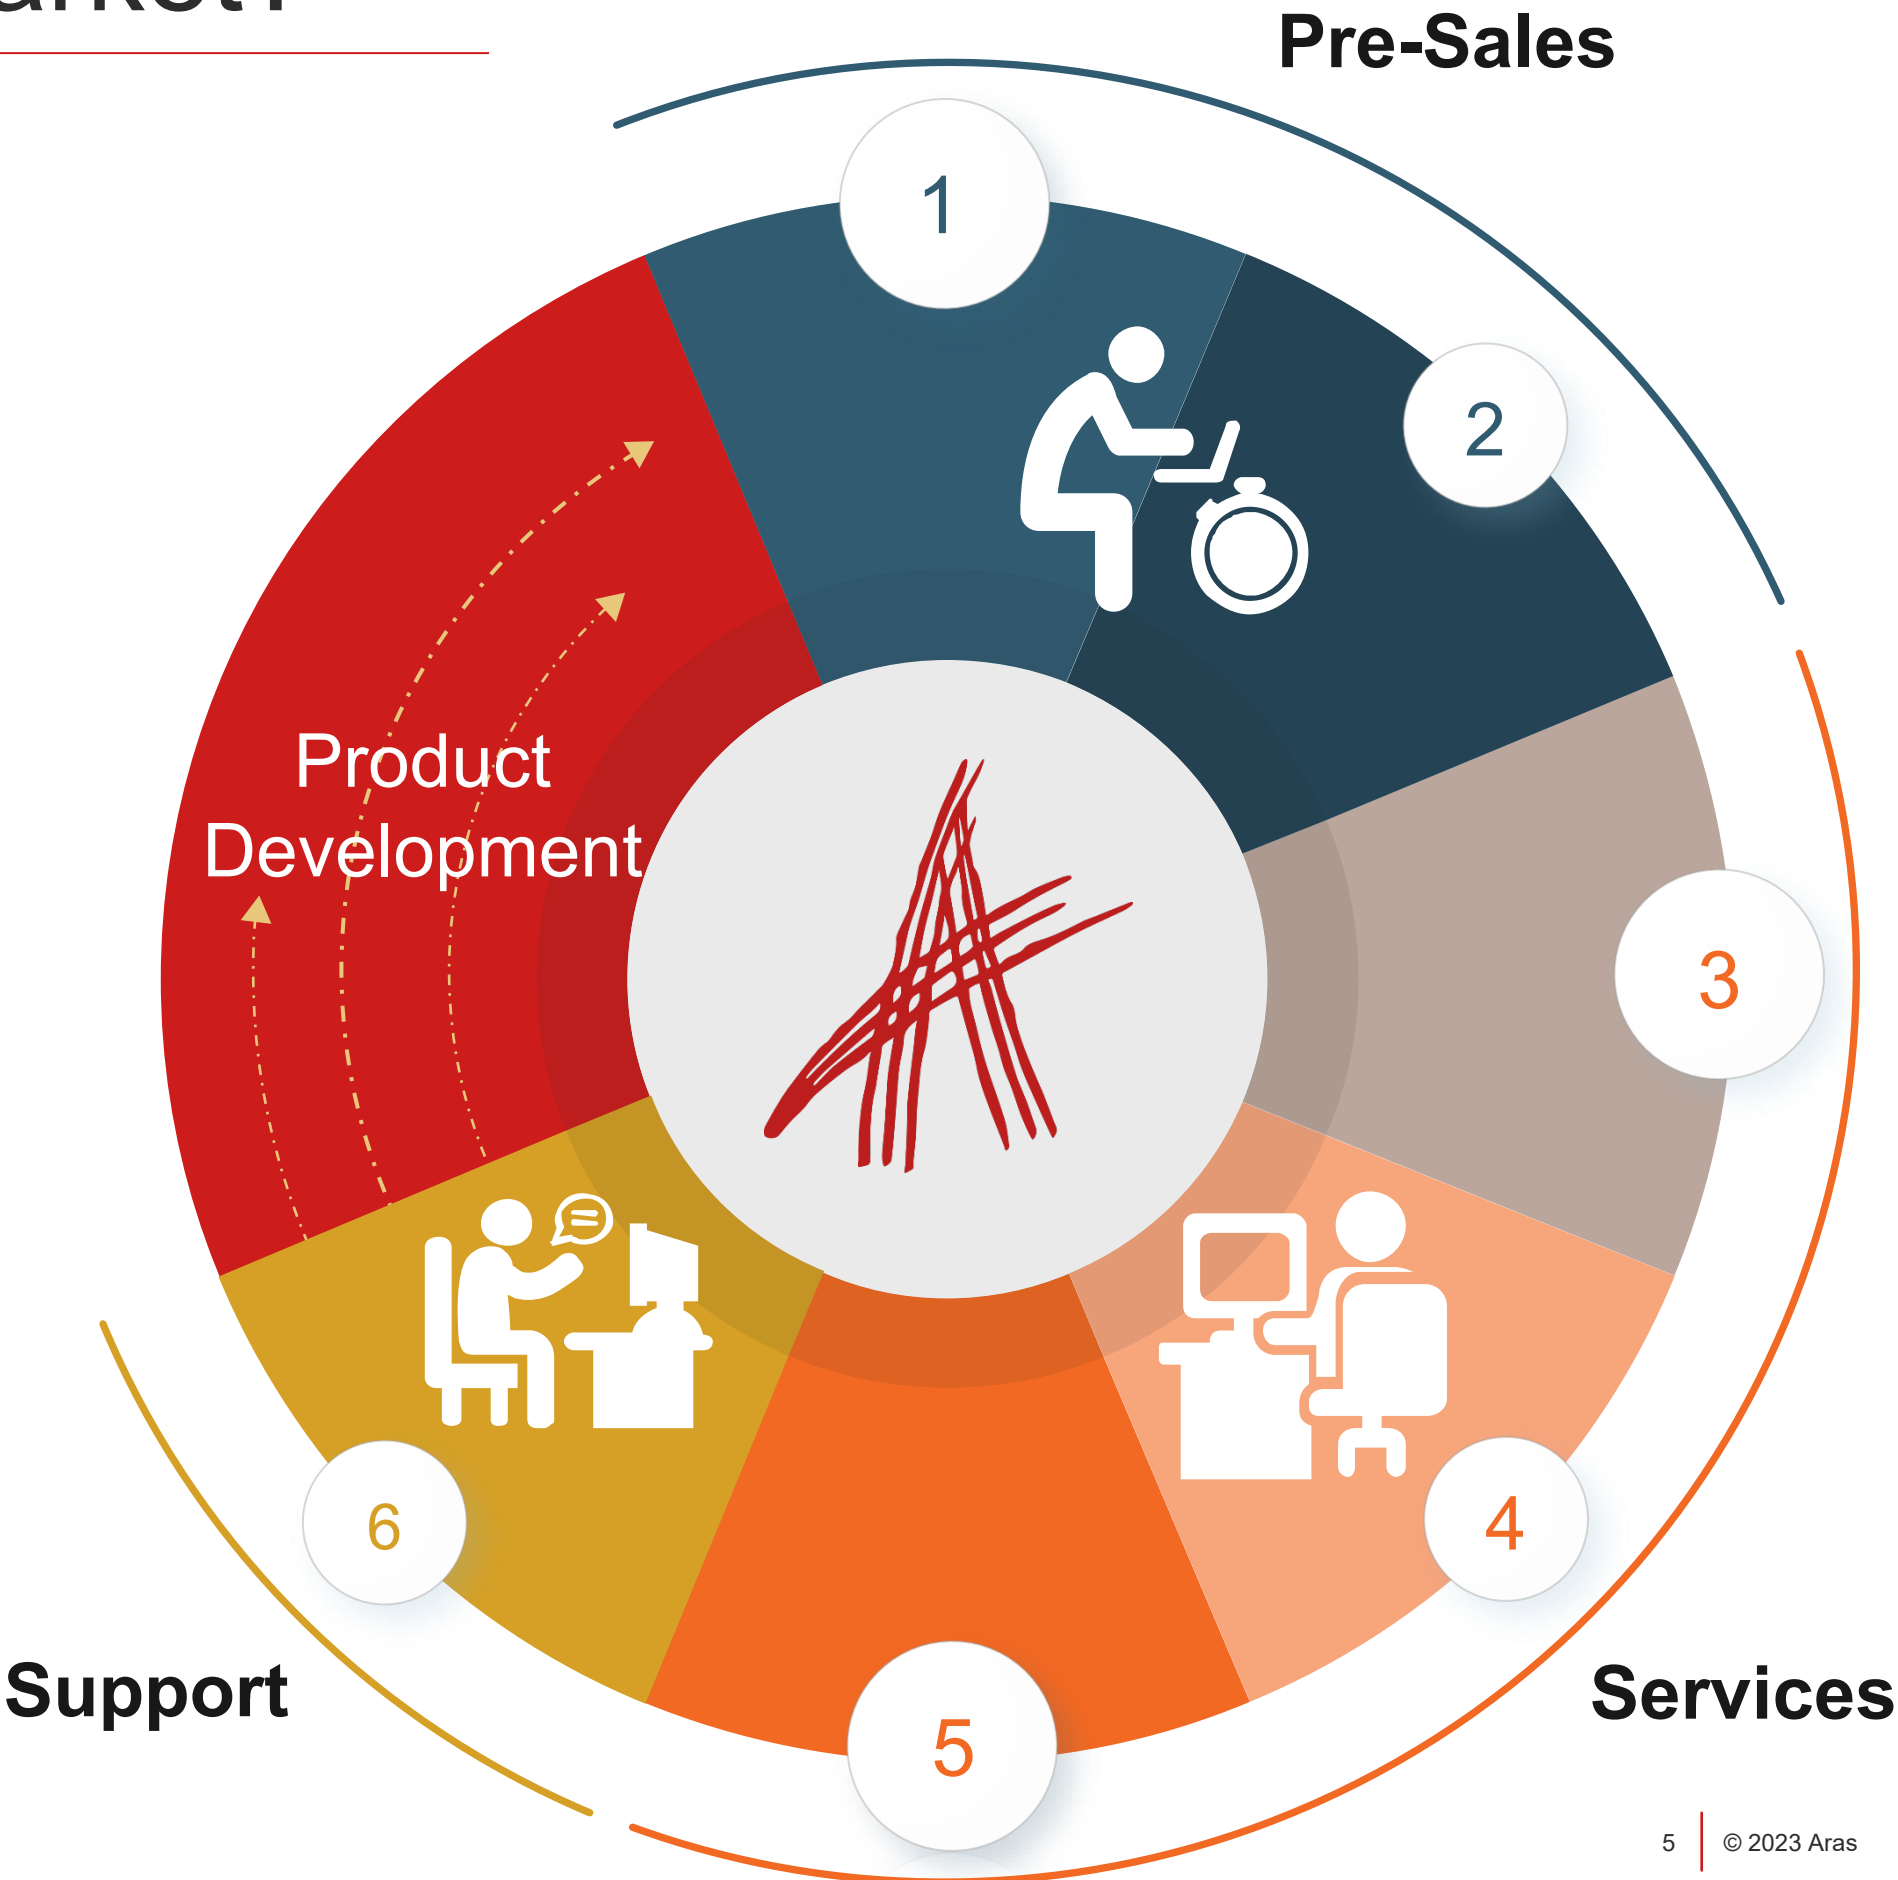 Pre-Sales
1
2
Product
Development
3
6
4
Support
Services
5
5
© 2023 Aras